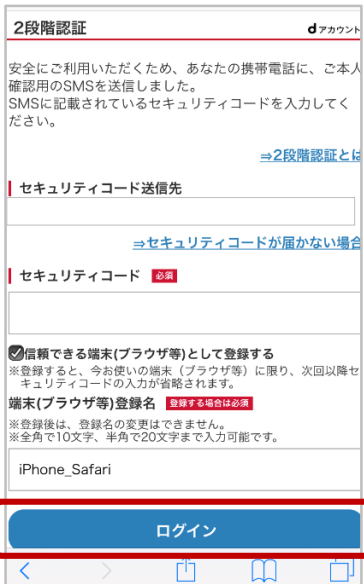 2段階認証
dアカウント
安全にご利用いただくため、あなたの携帯電話に、ご本人
確認用のSMSを送信しました。
SMSに記載されているセキュリティコードを入力してく
ださい。
⇒2段階認証とは
セキュリティコード送信先
⇒セキュリティコードが届かない場合
セキュリティコード 必須
信頼できる端末(ブラウザ等)として登録する
※登録すると、今お使いの端末（ブラウザ等）に限り、次回以降セ
キュリティコードの入力が省略されます。
端末(ブラウザ等)登録名 登録する場合は必須
※登録後は、登録名の変更はできません。
※全角で10文字、半角で20文字まで入力可能です。
iPhone_Safari
ログイン